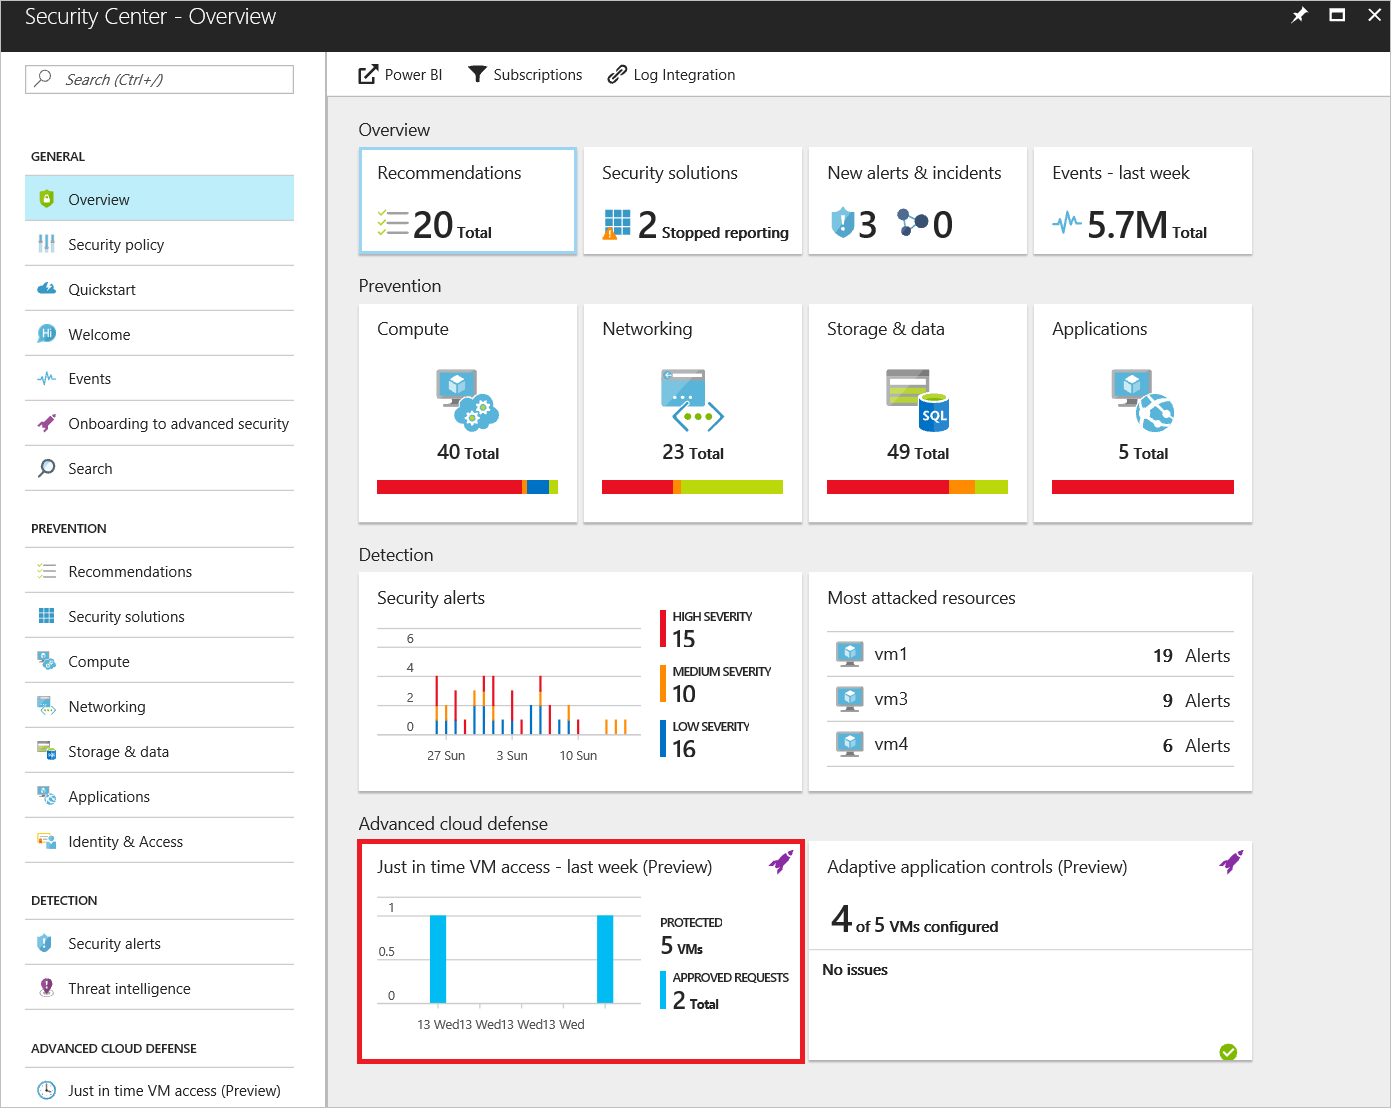 Security Center - Overview
Search (Ctrl+/)
GENERAL
Overview
Security policy
Quickstart
Hi
Welcome
Events
Onboarding to advanced security
Search
PREVENTION
Recommendations
Security solutions
Compute
Networking
Storage & data
Applications
Identity & Access
DETECTION
Security alerts
Threat intelligence
ADVANCED CLOUD DEFENSE
Just in time VM access (Preview)
Power BI
Subscriptions
Log Integration
Overview
Recommendations
20 Total
Security solutions
2 Stopped reporting
New alerts & incidents
3
0
Events - last week
5.7M Total
Prevention
Compute
40 Total
Networking
23 Total
Storage & data
SQL
49 Total
Applications
5 Total
Detection
Security alerts
6
4
2
0
27 Sun
3 Sun
10 Sun
HIGH SEVERITY
15
MEDIUM SEVERITY
10
LOW SEVERITY
16
Most attacked resources
vm1 19 Alerts
vm3 9 Alerts
vm4 6 Alerts
Advanced cloud defense
Just in time VM access - last week (Preview)
1
0.5
0
13 Wed13 Wed13 Wed13 Wed
PROTECTED
5 VMs
APPROVED REQUESTS
2 Total
Adaptive application controls (Preview)
4 of 5 VMs configured
No issues